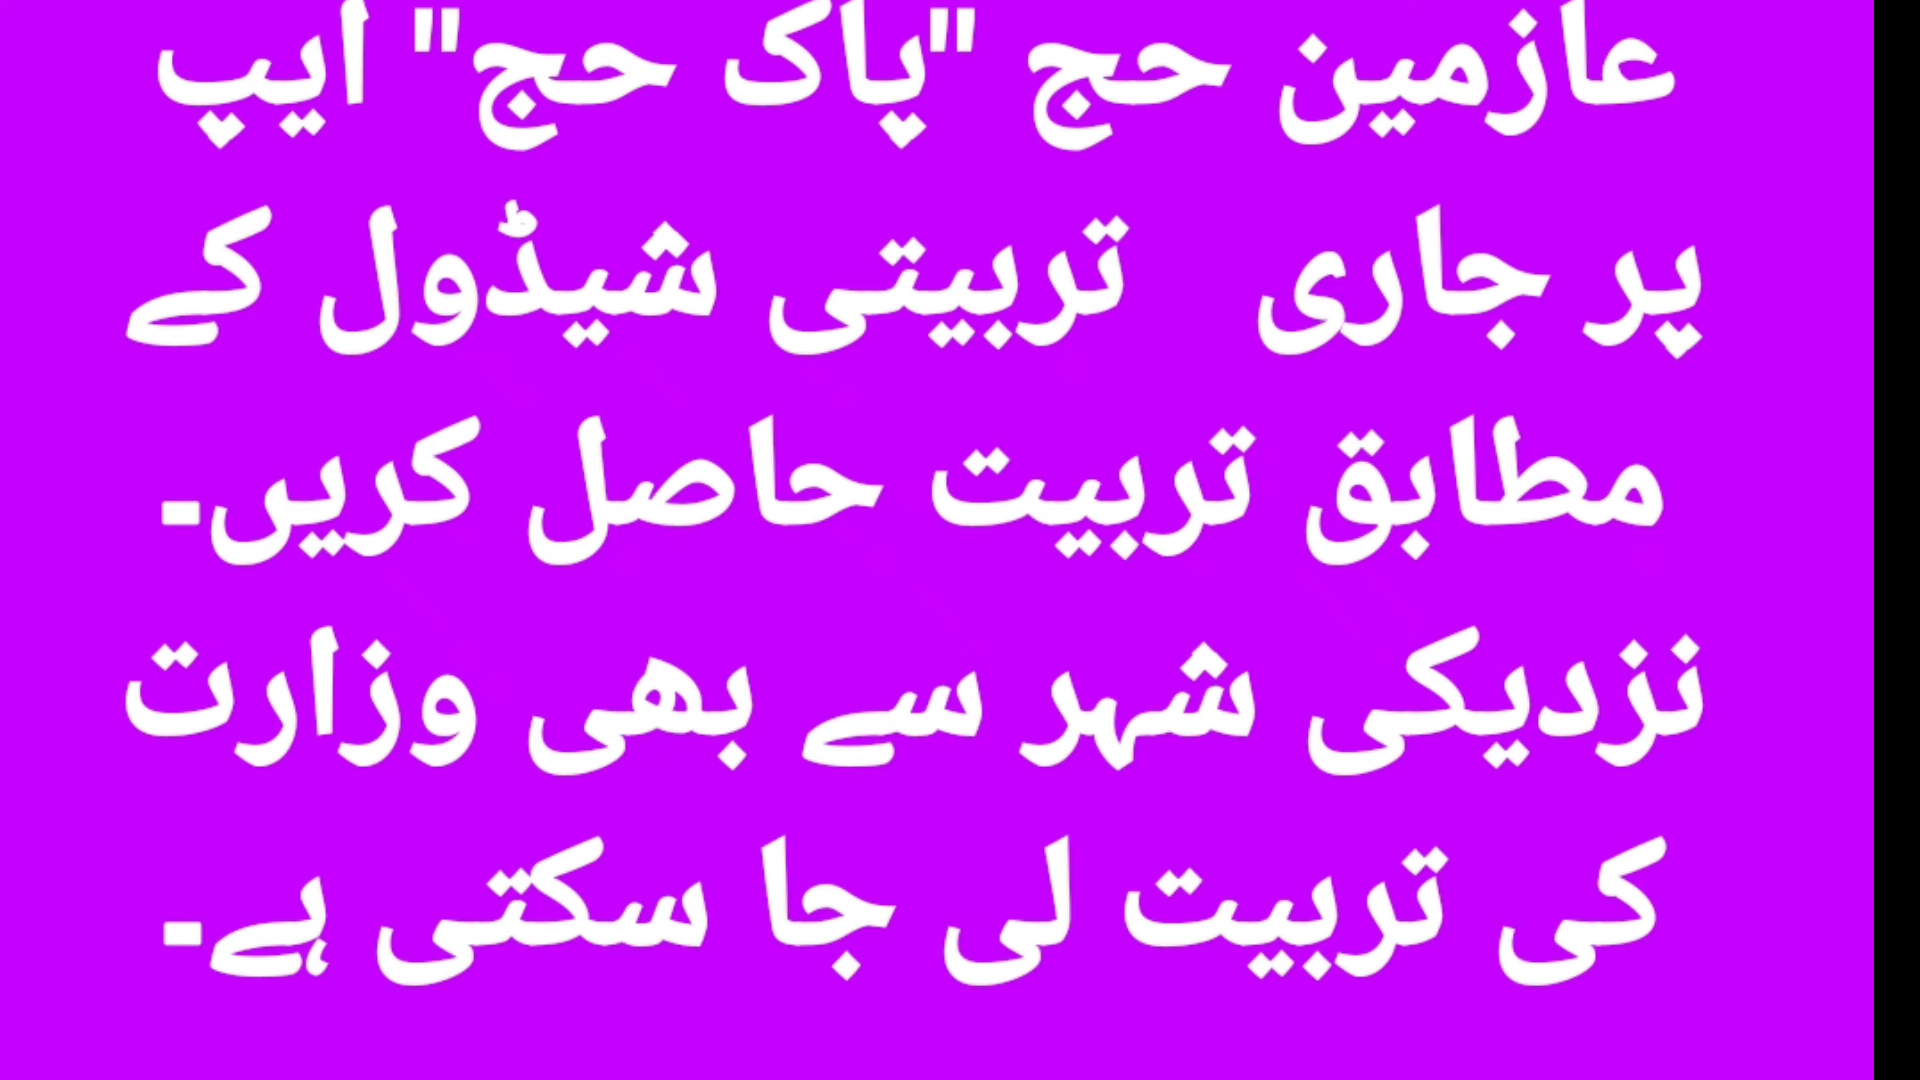 عازمین حج "پاک حج" ایپ
پر جاری تربیتی شیڈول کے
مطابق تربیت حاصل کریں۔
نزدیکی شہر سے بھی وزارت
کی تربیت لی جا سکتی ہے۔